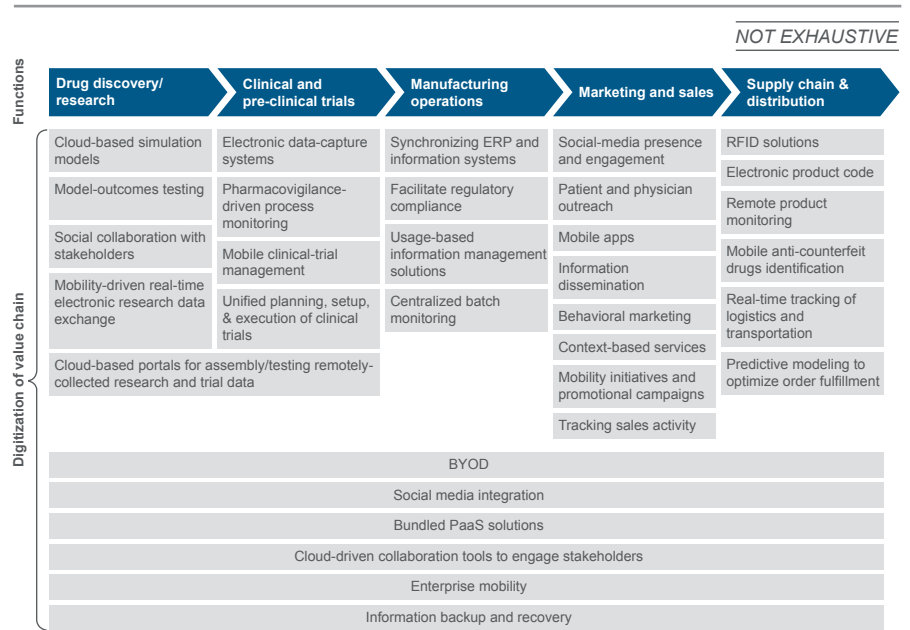 NOT EXHAUSTIVE
Functions
Drug discovery/
research
Clinical and
pre-clinical trials
Manufacturing
operations
Marketing and sales
Supply chain &
distribution
Digitization of value chain
Cloud-based simulation
models
Model-outcomes testing
Social collaboration with
stakeholders
Mobility-driven real-time
electronic research data
exchange
Electronic data-capture
systems
Pharmacovigilance-
driven process
monitoring
Mobile clinical-trial
management
Unified planning, setup,
& execution of clinical
trials
Cloud-based portals for assembly/testing remotely-
collected research and trial data
Synchronizing ERP and
information systems
Facilitate regulatory
compliance
Usage-based
information management
solutions
Centralized batch
monitoring
Social-media presence
and engagement
Patient and physician
outreach
Mobile apps
Information
dissemination
Behavioral marketing
Context-based services
Mobility initiatives and
promotional campaigns
Tracking sales activity
RFID solutions
Electronic product code
Remote product
monitoring
Mobile anti-counterfeit
drugs identification
Real-time tracking of
logistics and
transportation
Predictive modeling to
optimize order fulfillment
BYOD
Social media integration
Bundled PaaS solutions
Cloud-driven collaboration tools to engage stakeholders
Enterprise mobility
Information backup and recovery